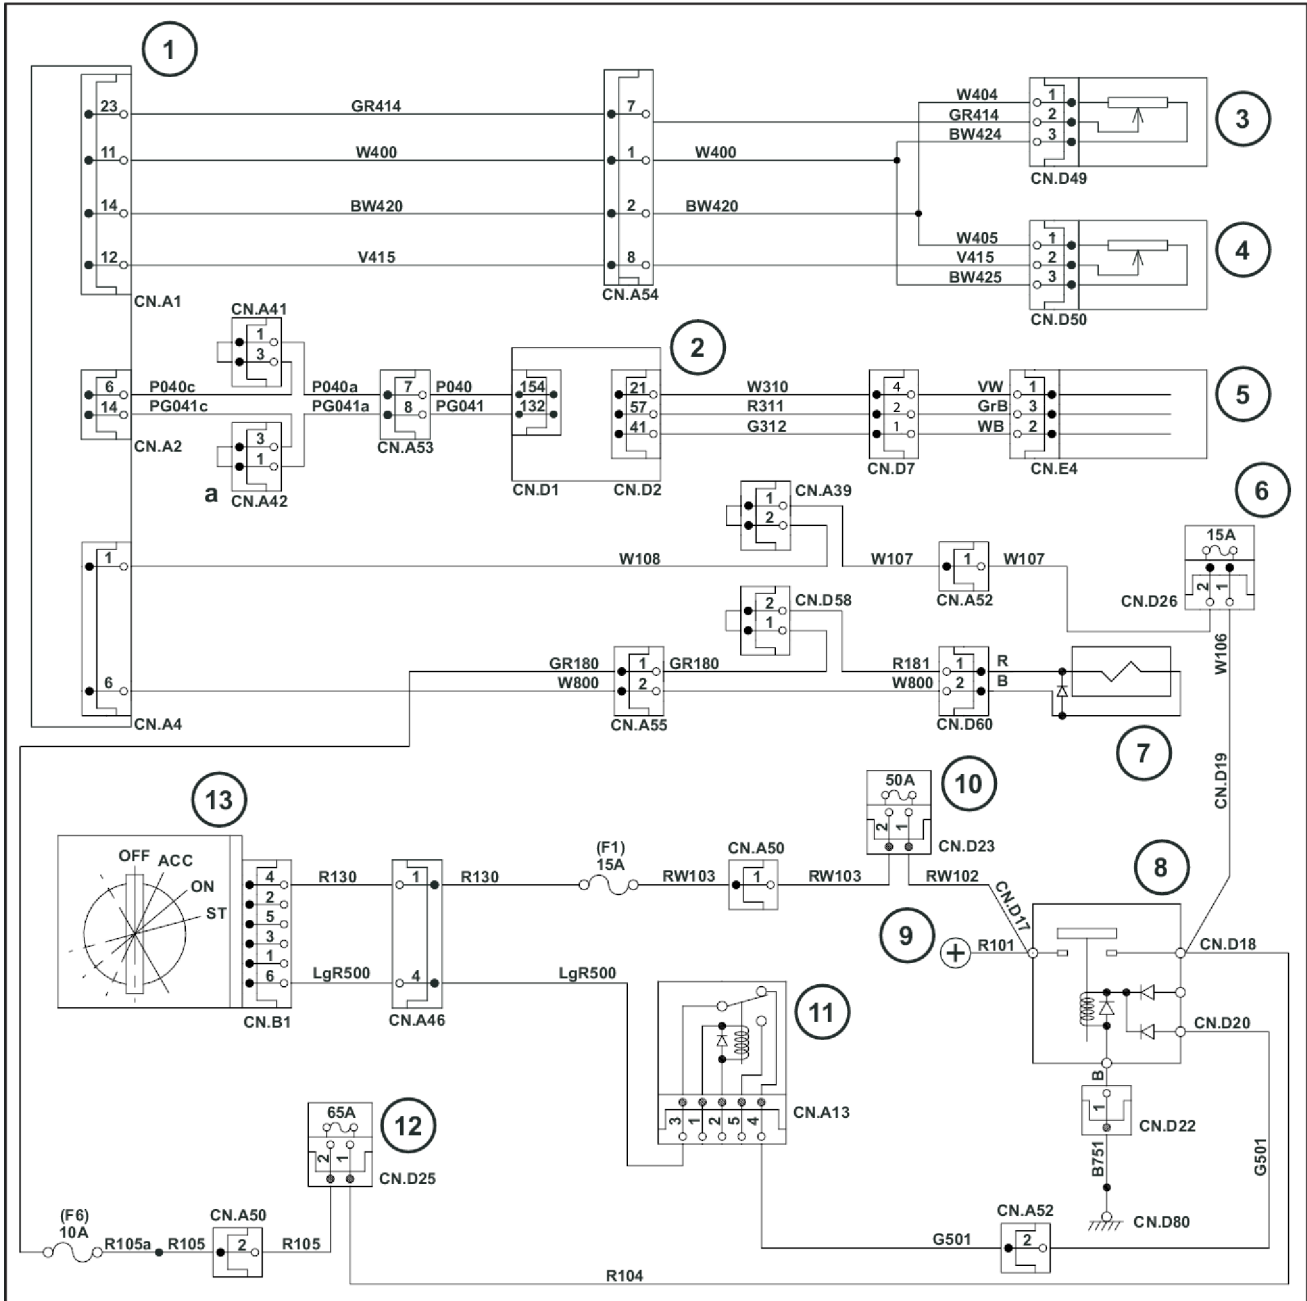 1
23 GR414 7 W404 1
GR414 2 3
11 W400 1 W400 BW424 3
CN.D49
14 BW420 2 BW420
W405 1 4
12 V415 8 V415 2
BW425 3
CN.A1 CN.A54 CN.D50
CN.A41
1
3
2
6 P040c P040a 7 P040 154 21 W310 4 VW 1 5
14 PG041c PG041a 8 PG041 132 57 R311 2 GrB 3
41 G312 1 WB 2
CN.A2 CN.A53 CN.D7 CN.E4
3
1
a CN.A42 CN.D1 CN.D2
6
1 CN.A39
2
15A
1 W108 W107 1 W107
2 1
CN.A52 CN.D26
2 CN.D58
1
W106
GR180 1 GR180 R181 1 R
6 W800 2 W800 2 B
CN.A4 CN.A55 CN.D60
7
CN.D19
13 10
50A
2 1
OFF ACC ON ST
(F1)
15A
CN.A50 CN.D23
8
4 R130 1 R130 RW103 1 RW103 RW102
CN.D17
2
5
3
1
9
R101 CN.D18
6 LgR500 4 LgR500
CN.B1 CN.A46
11
CN.D20
B
65A 12
CN.A13
3 1 2 5 4
1 CN.D22
2 1
CN.D25
B751
G501
(F6)
10A
CN.A50 CN.A52 CN.D80
R105a R105 2 R105 G501 2
R104